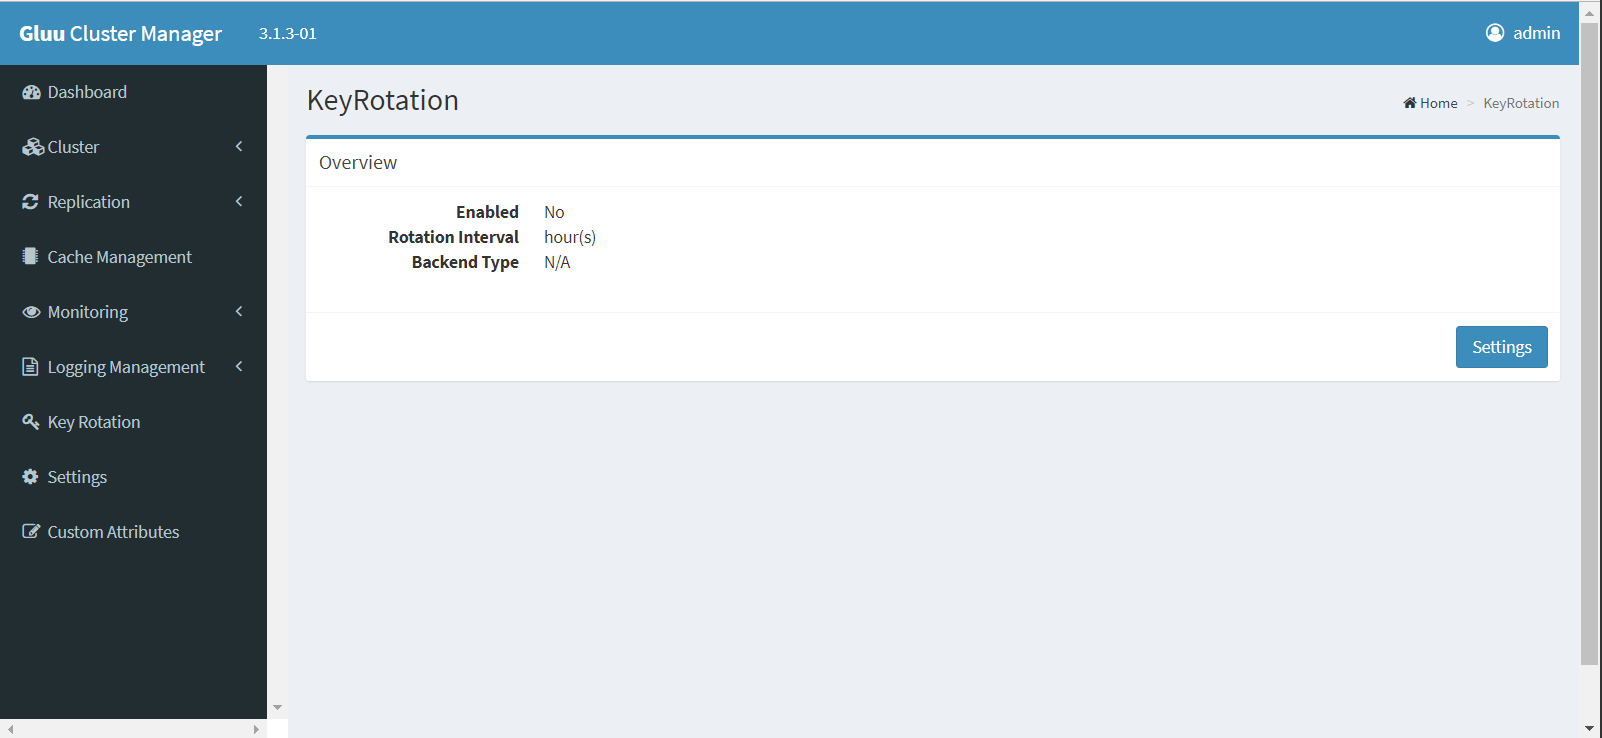 Gluu Cluster Manager 3.1.3-01 admin
Dashboard
Cluster
Replication
Cache Management
Monitoring
Logging Management
Key Rotation
Settings
Custom Attributes
KeyRotation
Home > KeyRotation
Overview
Enabled No
Rotation Interval hour(s)
Backend Type N/A
Settings